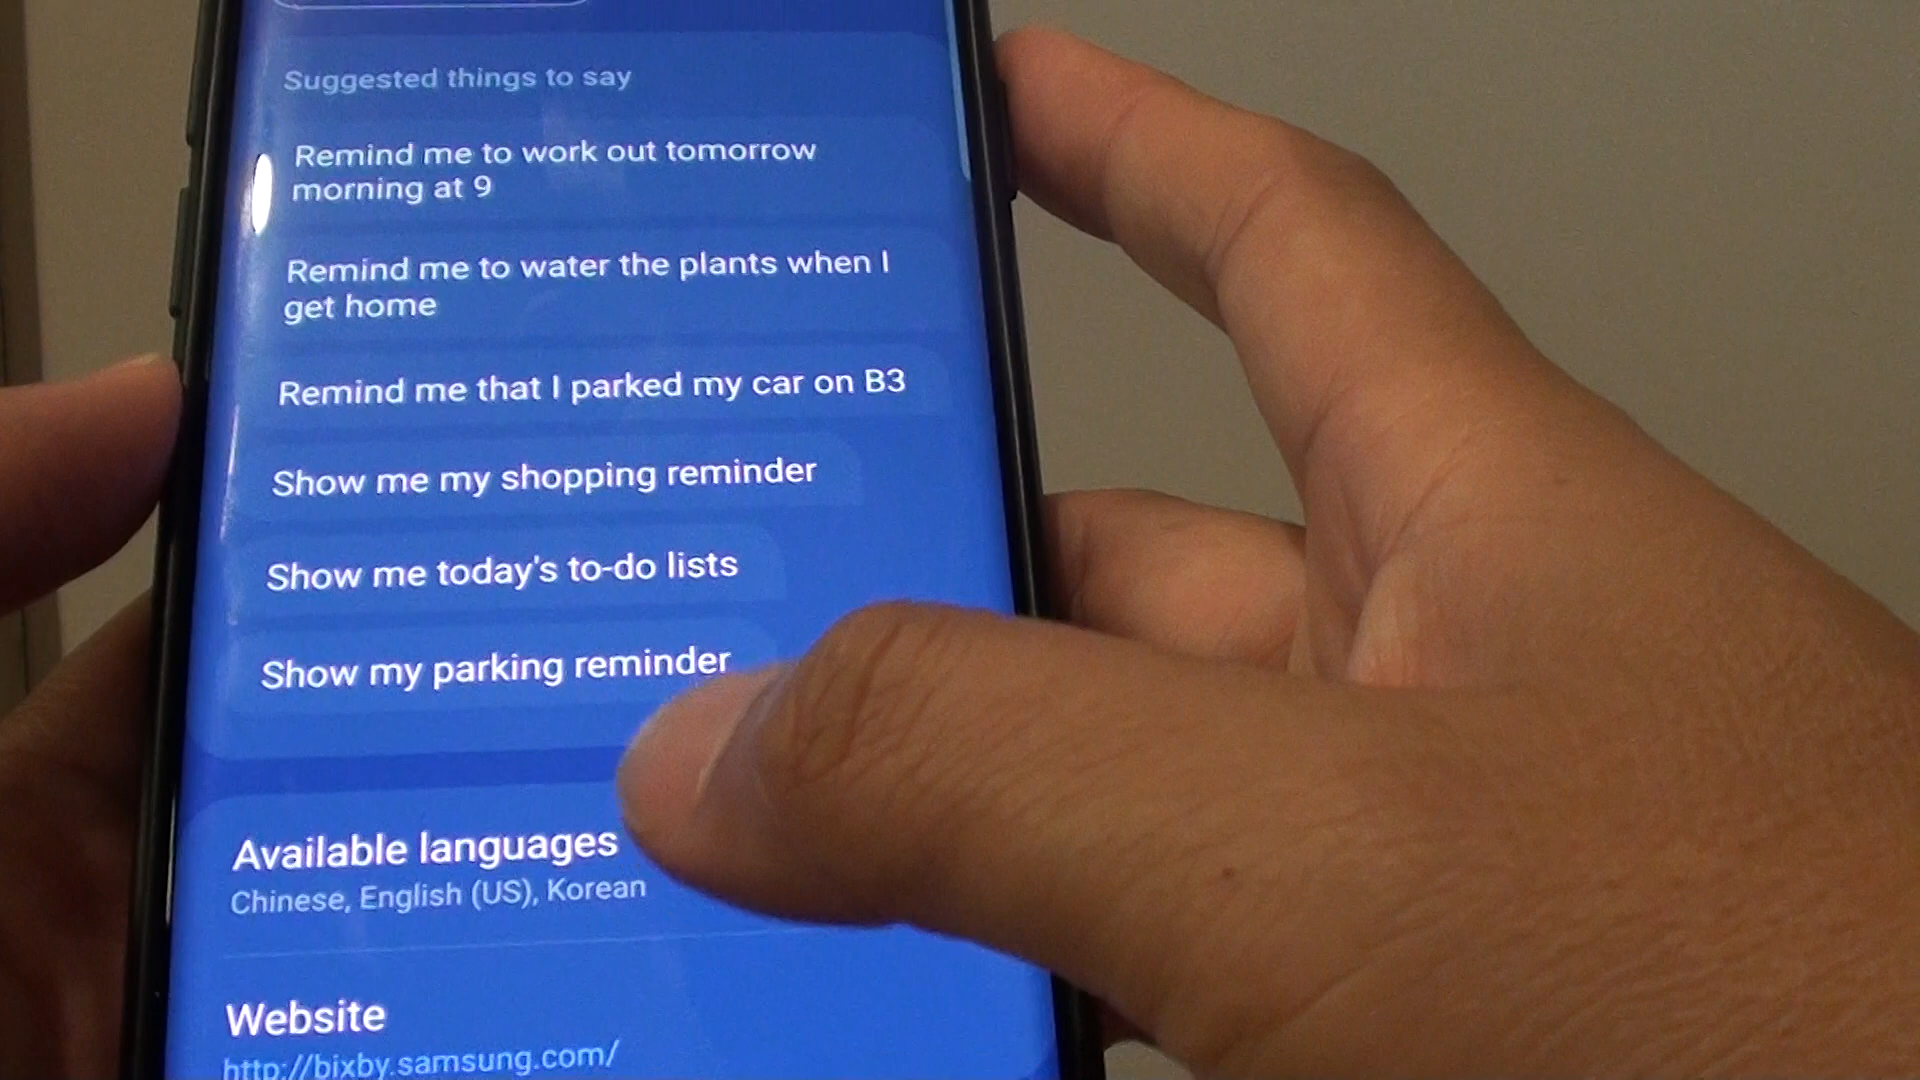 Suggested things to say
Remind me to work out tomorrow
morning at 9
Remind me to water the plants when I
get home
Remind me that I parked my car on B3
Show me my shopping reminder
Show me today's to-do lists
Show my parking reminder
Available languages
Chinese, English (US), Korean
Website
http://bixby.samsung.com/